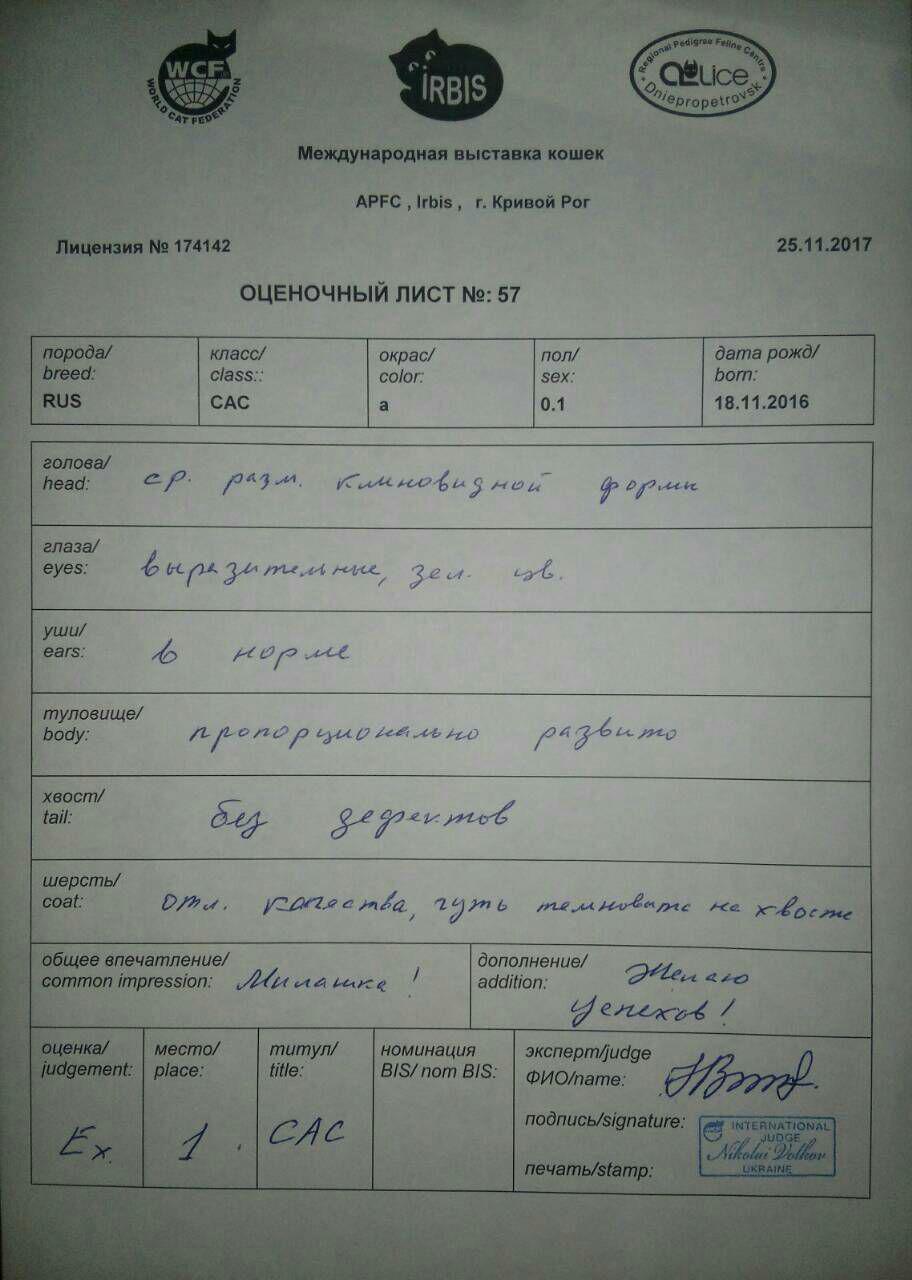 WCF
WORLD CAT FEDERATION
IRBIS
Regional Pedigree Feline Centre
ALice
Dniepropetrovsk
Международная выставка кошек
APFC , Irbis , г. Кривой Рог
Лицензия № 174142
25.11.2017
ОЦЕНОЧНЫЙ ЛИСТ №: 57
порода/
breed:
RUS
класс/
class::
CAC
окрас/
color:
a
пол/
sex:
0.1
дата рожд/
born:
18.11.2016
голова/
head:
ср. разм. клиновидной формы
глаза/
eyes:
выразительные, зел. цв.
уши/
ears:
в норме
туловище/
body:
пропорционально развито
хвост/
tail:
без дефектов
шерсть/
coat:
отл. качества, чуть темновата на хвосте
общее впечатление/
common impression:
Милашка!
дополнение/
addition:
Желаю
успехов!
оценка/
judgement:
Ex.
место/
place:
1.
титул/
title:
CAC
номинация
BIS/ nom BIS:
эксперт/judge
ФИО/name:
подпись/signature:
печать/stamp:
INTERNATIONAL
JUDGE
Nikolai Volkov
UKRAINE